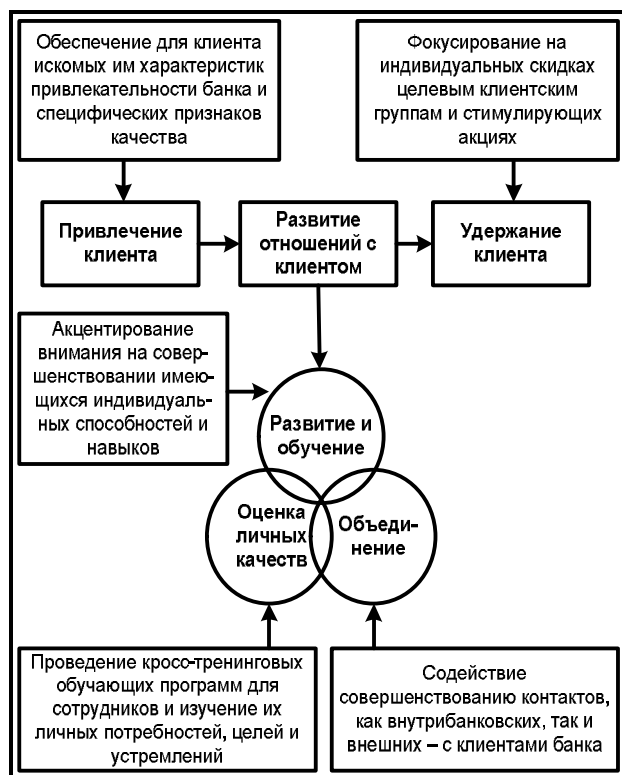 Обеспечение для клиента
искомых им характеристик
привлекательности банка и
специфических признаков
качества
Фокусирование на
индивидуальных скидках
целевым клиентским
группам и стимулирующих
акциях
Привлечение
клиента
Развитие
отношений с
клиентом
Удержание
клиента
Акцентирование
внимания на совер-
шенствовании имею-
щихся индивидуаль-
ных способностей и
навыков
Развитие и
обучение
Оценка
личных
качеств
Объеди-
нение
Проведение кросс-тренинговых
обучающих программ для
сотрудников и изучение их
личных потребностей, целей и
устремлений
Содействие
совершенствованию контактов,
как внутрибанковских, так и
внешних – с клиентами банка